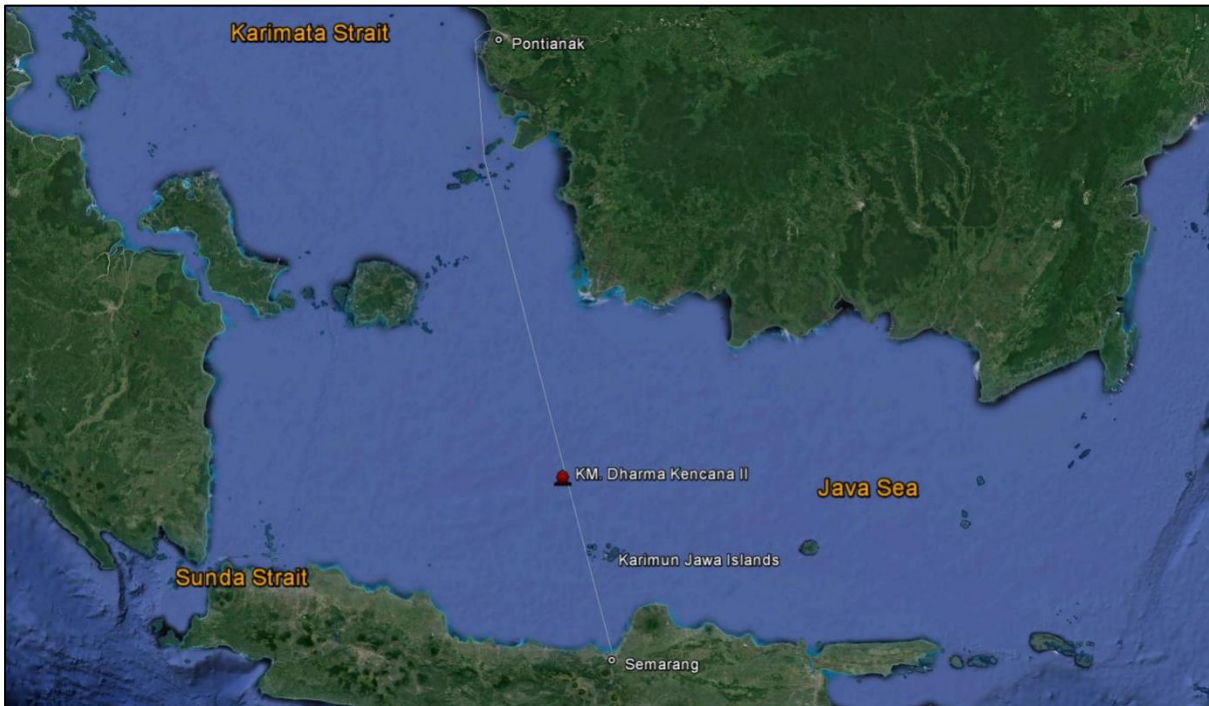 Karimata Strait
Pontianak
KM. Dharma Kencana II
Java Sea
Karimun Jawa Islands
Sunda Strait
Semarang